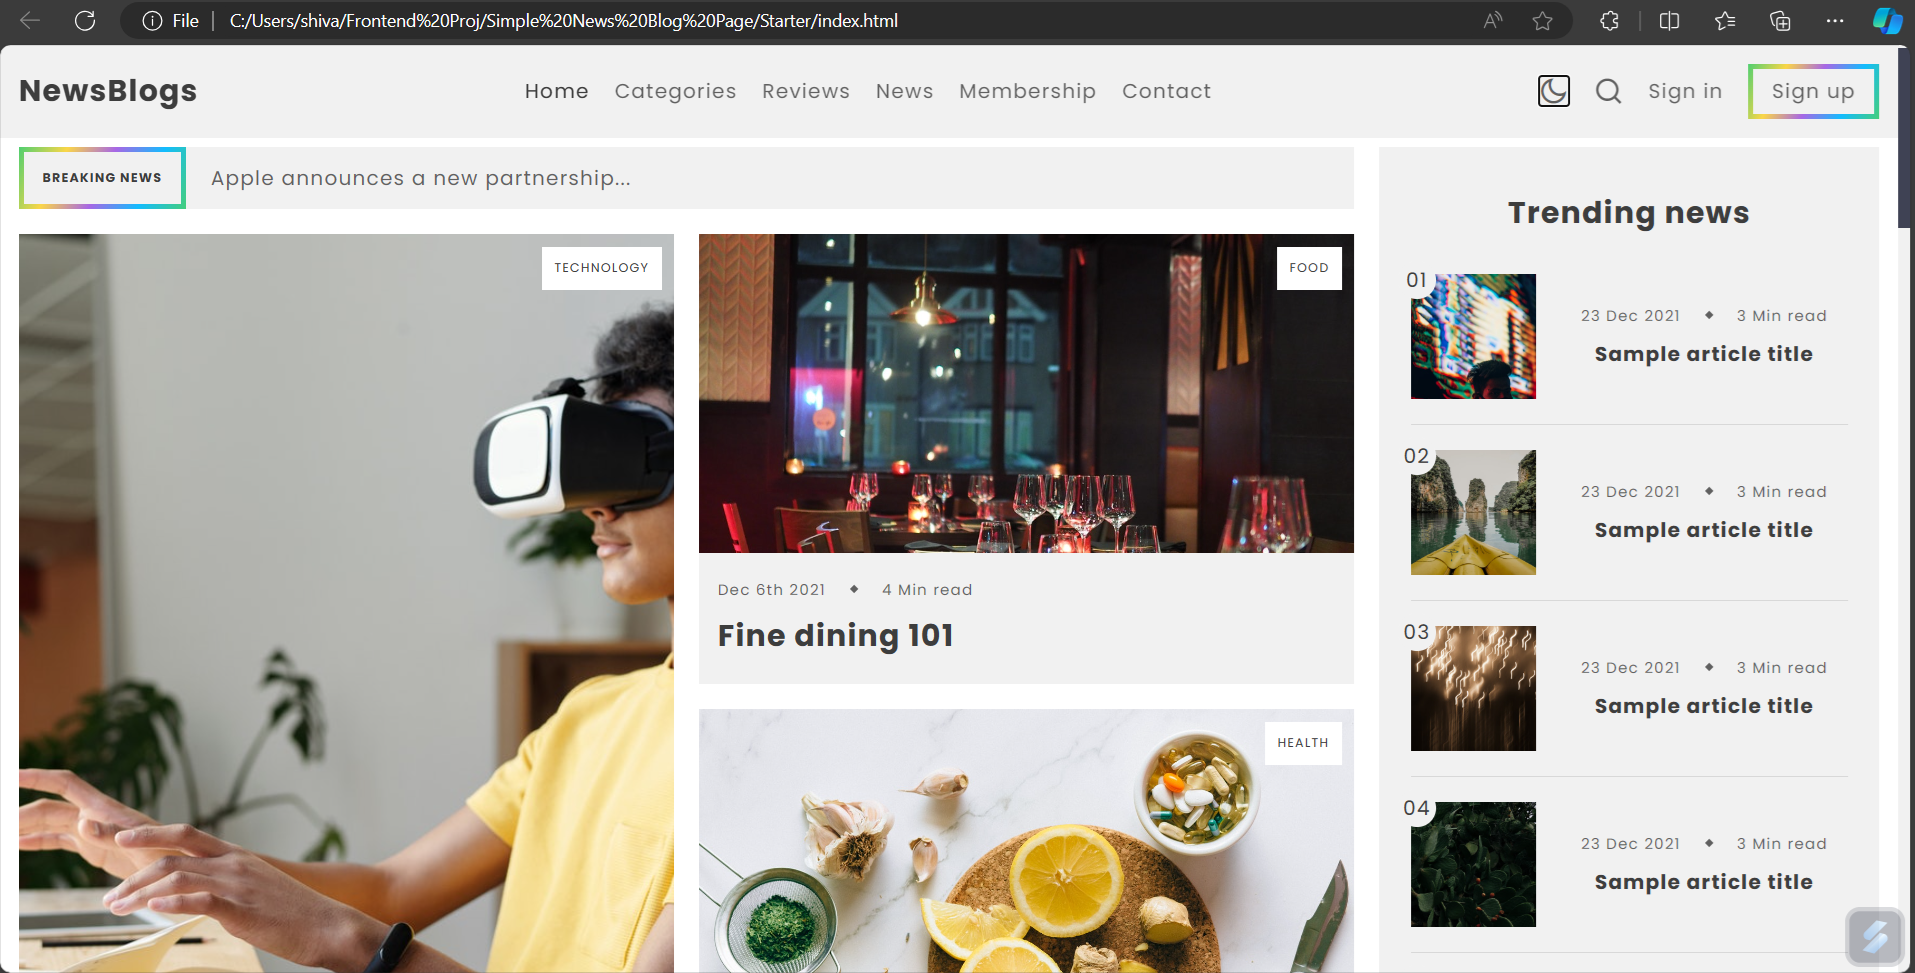 File
C:/Users/shiva/Frontend%20Proj/Simple%20News%20Blog%20Page/Starter/index.html
NewsBlogs
Home Categories Reviews News Membership Contact
Sign in
Sign up
BREAKING NEWS
Apple announces a new partnership...
TECHNOLOGY
FOOD
Dec 6th 2021 ◆ 4 Min read
Fine dining 101
HEALTH
Trending news
01
23 Dec 2021 ◆ 3 Min read
Sample article title
02
23 Dec 2021 ◆ 3 Min read
Sample article title
03
23 Dec 2021 ◆ 3 Min read
Sample article title
04
23 Dec 2021 ◆ 3 Min read
Sample article title